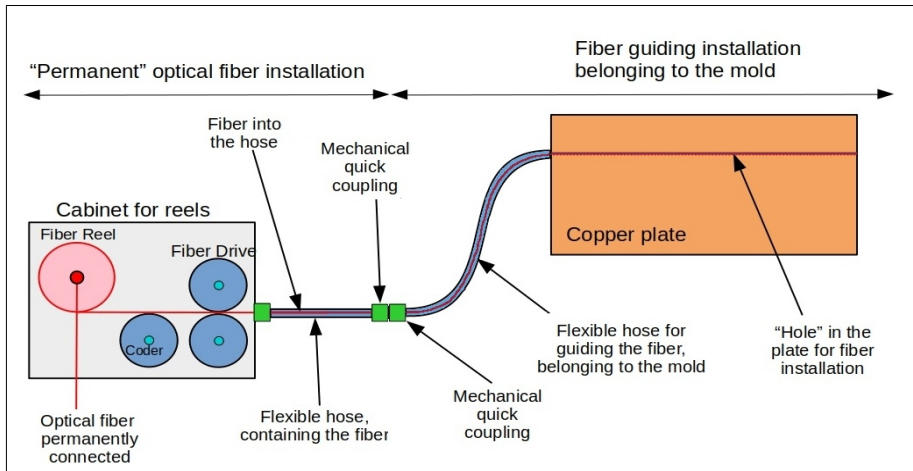 “Permanent” optical fiber installation
Fiber guiding installation
belonging to the mold
Fiber into
the hose
Mechanical
quick
coupling
Cabinet for reels
Fiber Reel
Fiber Drive
Coder
Copper plate
Optical fiber
permanently
connected
Flexible hose,
containing the fiber
Mechanical
quick
coupling
Flexible hose for
guiding the fiber,
belonging to the mold
“Hole” in the
plate for fiber
installation